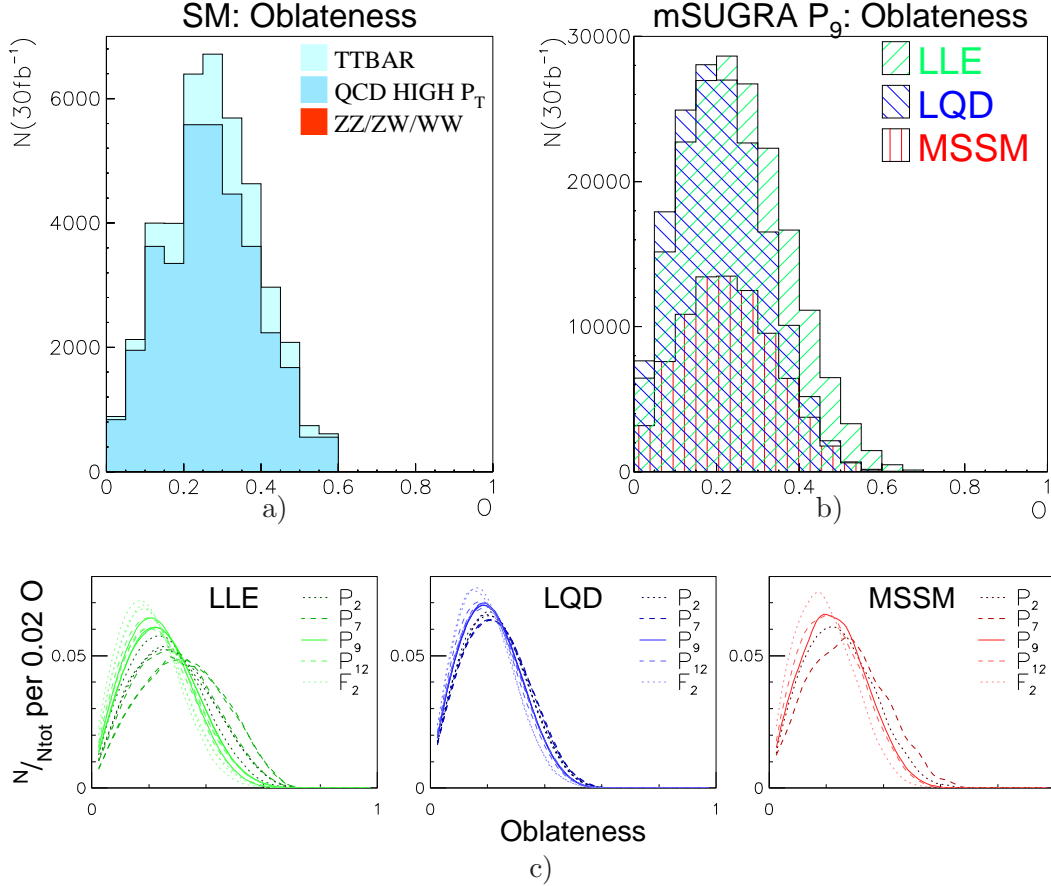 SM: Oblateness
N(30fb⁻¹)
6000
4000
2000
0
TTBAR
QCD HIGH P_T
ZZ/ZW/WW
0 0.2 0.4 0.6 0.8 1
O
a)
mSUGRA P₉: Oblateness
N(30fb⁻¹)
30000
20000
10000
0
LLE
LQD
MSSM
0 0.2 0.4 0.6 0.8 1
O
b)
N/Ntot per 0.02 O
LLE
P₂
P₇
P₉
P₁₂
F₂
0.05
0
0 1
LQD
P₂
P₇
P₉
P₁₂
F₂
0.05
0
0 1
MSSM
P₂
P₇
P₉
P₁₂
F₂
0.05
0
0
Oblateness
c)